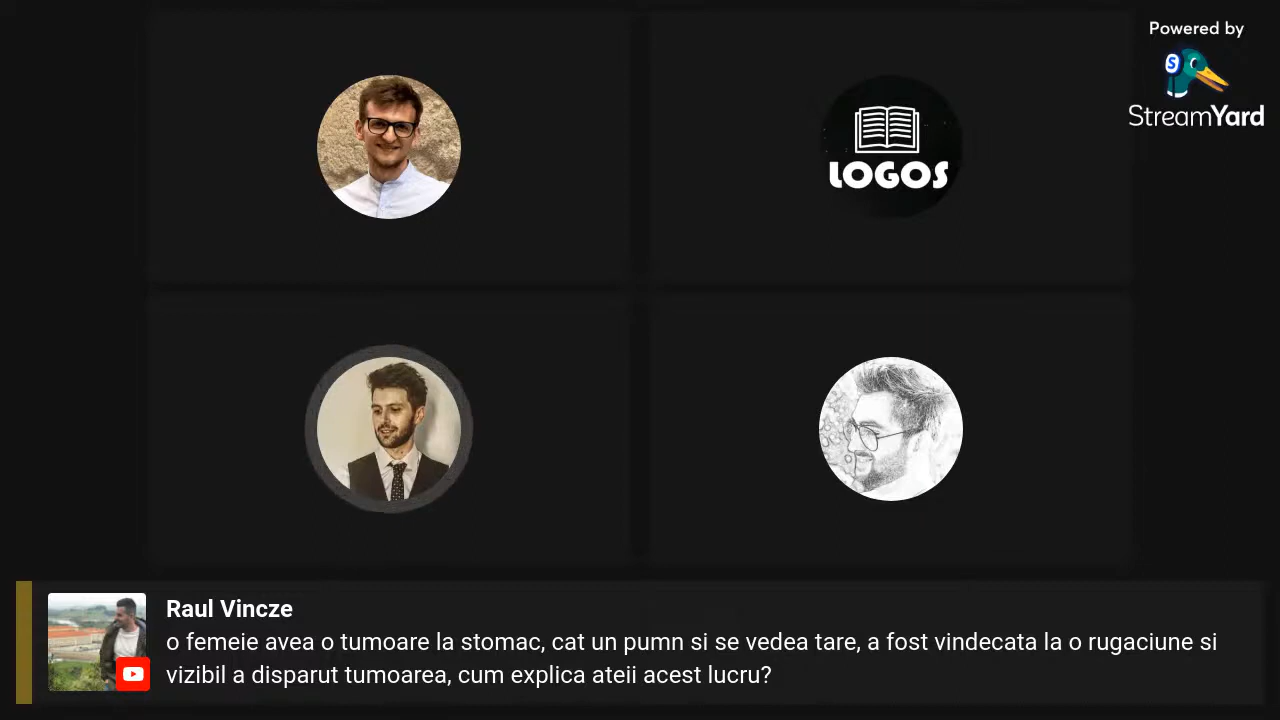 Powered by
StreamYard
LOGOS
Raul Vincze
o femeie avea o tumoare la stomac, cat un pumn si se vedea tare, a fost vindecata la o rugaciune si
vizibil a disparut tumoarea, cum explica ateii acest lucru?